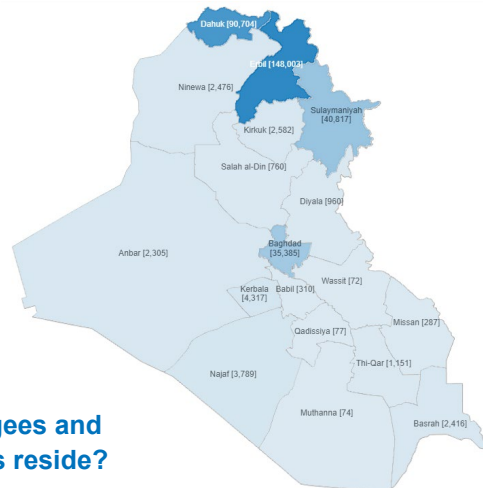 Dahuk [90,704]
Erbil [148,003]
Ninewa [2,476]
Sulaymaniyah
[40,817]
Kirkuk [2,582]
Salah al-Din [760]
Diyala [960]
Baghdad
[35,385]
Anbar [2,305]
Wassit [72]
Kerbala
[4,317]
Babil [310]
Missan [287]
Qadissiya [77]
Thi-Qar [1,151]
Najaf [3,789]
Muthanna [74]
Basrah [2,416]
gees and
s reside?